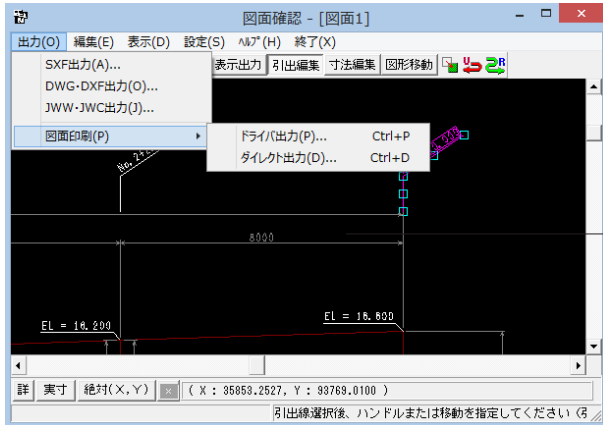 図面確認 - [図面1]
出力(O) 編集(E) 表示(D) 設定(S) ﾍﾙﾌﾟ(H) 終了(X)
SXF出力(A)...
表示出力 引出編集 寸法編集 図形移動
DWG・DXF出力(O)...
JWW・JWC出力(J)...
図面印刷(P)
ドライバ出力(P)... Ctrl+P
ダイレクト出力(D)... Ctrl+D
8000
EL = 16.200
EL = 16.600
詳 実寸 絶対(X,Y) × ( X : 35853.2527, Y : 93769.0100 )
引出線選択後、ハンドルまたは移動を指定してください